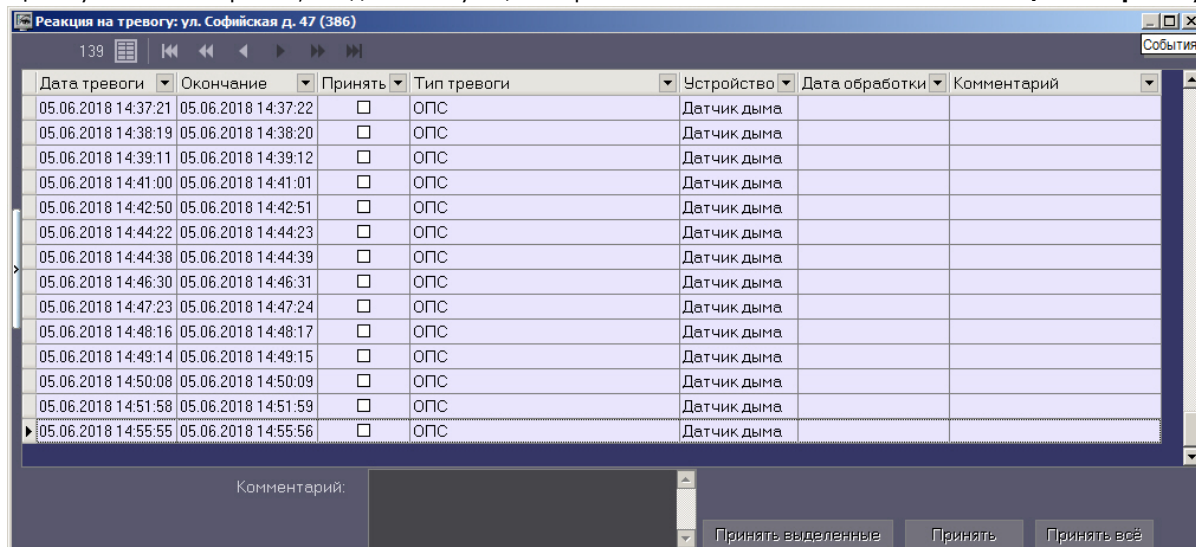 Реакция на тревогу: ул. Софийская д. 47 (386)
139
События
Дата тревоги Окончание Принять Тип тревоги Устройство Дата обработки Комментарий
05.06.2018 14:37:21 05.06.2018 14:37:22 ОПС Датчик дыма
05.06.2018 14:38:19 05.06.2018 14:38:20 ОПС Датчик дыма
05.06.2018 14:39:11 05.06.2018 14:39:12 ОПС Датчик дыма
05.06.2018 14:41:00 05.06.2018 14:41:01 ОПС Датчик дыма
05.06.2018 14:42:50 05.06.2018 14:42:51 ОПС Датчик дыма
05.06.2018 14:44:22 05.06.2018 14:44:23 ОПС Датчик дыма
05.06.2018 14:44:38 05.06.2018 14:44:39 ОПС Датчик дыма
05.06.2018 14:46:30 05.06.2018 14:46:31 ОПС Датчик дыма
05.06.2018 14:47:23 05.06.2018 14:47:24 ОПС Датчик дыма
05.06.2018 14:48:16 05.06.2018 14:48:17 ОПС Датчик дыма
05.06.2018 14:49:14 05.06.2018 14:49:15 ОПС Датчик дыма
05.06.2018 14:50:08 05.06.2018 14:50:09 ОПС Датчик дыма
05.06.2018 14:51:58 05.06.2018 14:51:59 ОПС Датчик дыма
05.06.2018 14:55:55 05.06.2018 14:55:56 ОПС Датчик дыма
Комментарий:
Принять выделенные Принять Принять всё